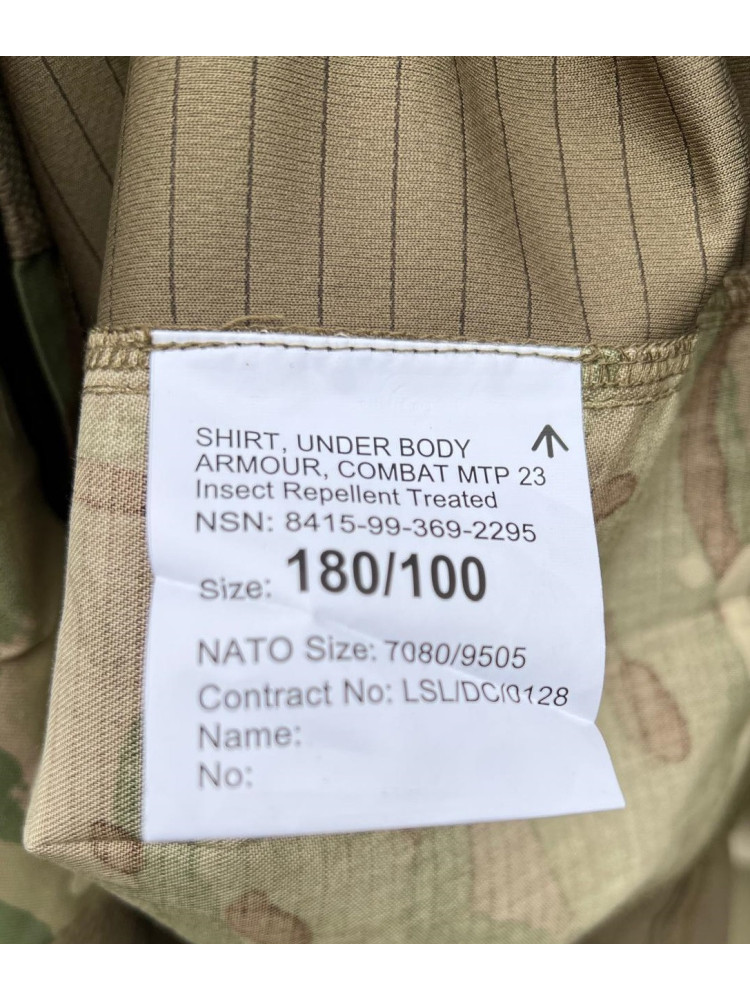 SHIRT, UNDER BODY
ARMOUR, COMBAT MTP 23
Insect Repellent Treated
NSN: 8415-99-369-2295
Size: 180/100
NATO Size: 7080/9505
Contract No: LSL/DC/0128
Name:
No: